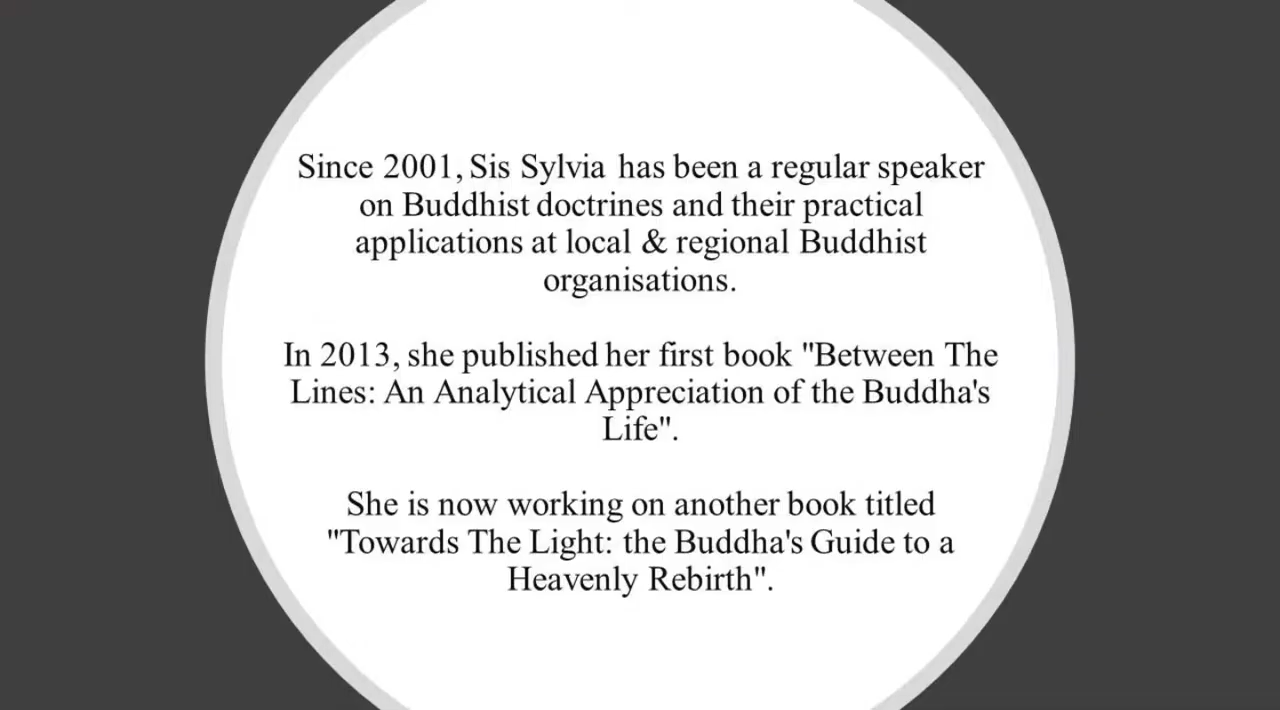 Since 2001, Sis Sylvia has been a regular speaker
on Buddhist doctrines and their practical
applications at local & regional Buddhist
organisations.
In 2013, she published her first book "Between The
Lines: An Analytical Appreciation of the Buddha's
Life".
She is now working on another book titled
"Towards The Light: the Buddha's Guide to a
Heavenly Rebirth".